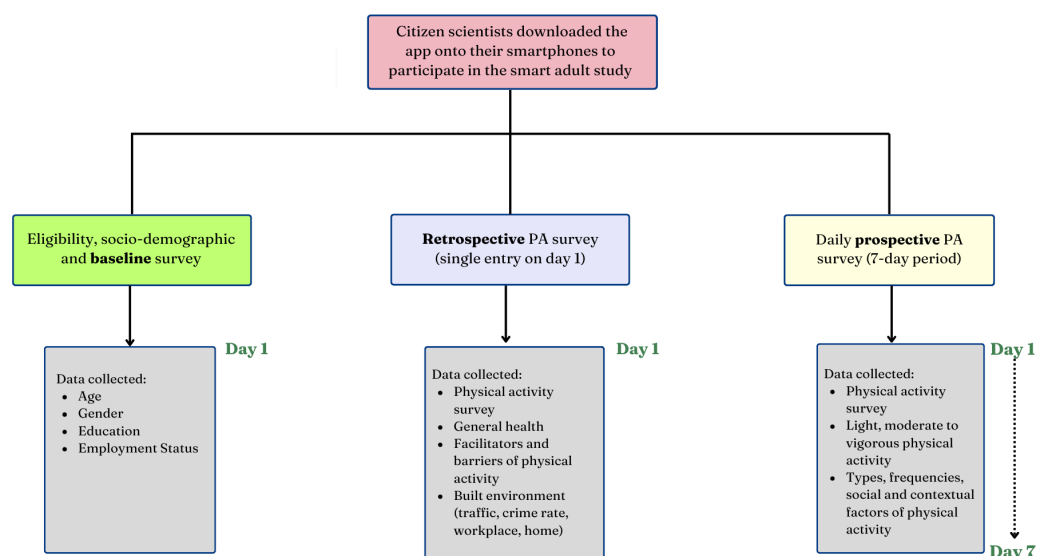 Citizen scientists downloaded the
app onto their smartphones to
participate in the smart adult study
Eligibility, socio-demographic
and baseline survey
Retrospective PA survey
(single entry on day 1)
Daily prospective PA
survey (7-day period)
Day 1
Data collected:
• Age
• Gender
• Education
• Employment Status
Day 1
Data collected:
• Physical activity
survey
• General health
• Facilitators and
barriers of physical
activity
• Built environment
(traffic, crime rate,
workplace, home)
Day 1
Data collected:
• Physical activity
survey
• Light, moderate to
vigorous physical
activity
• Types, frequencies,
social and contextual
factors of physical
activity
Day 7